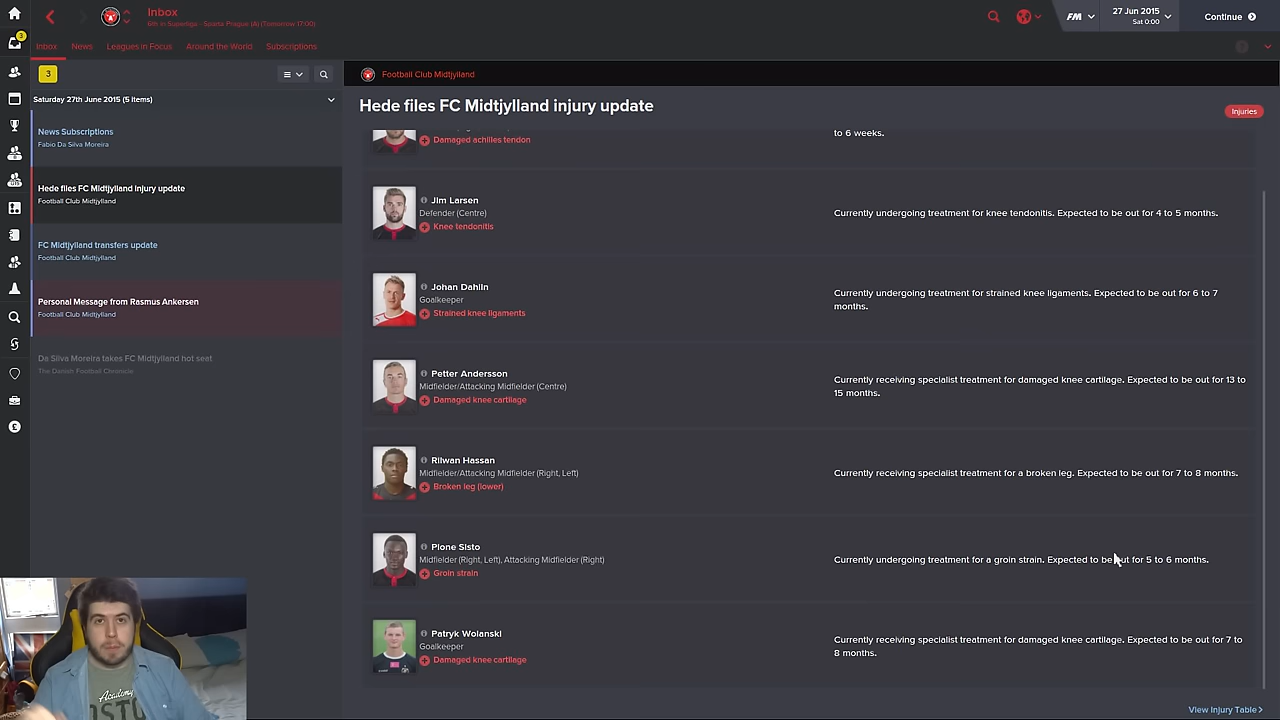 Inbox
6th in Superliga - Sparta Prague (A) (Tomorrow 17:00)
FM
27 Jun 2015
Sat 0:00
Continue
3
Inbox
News
Leagues in Focus
Around the World
Subscriptions
3
Football Club Midtjylland
Saturday 27th June 2015 (5 items)
Hede files FC Midtjylland injury update
Injuries
News Subscriptions
Fabio Da Silva Moreira
Hede files FC Midtjylland injury update
Football Club Midtjylland
FC Midtjylland transfers update
Football Club Midtjylland
Personal Message from Rasmus Ankersen
Football Club Midtjylland
Da Silva Moreira takes FC Midtjylland hot seat
The Danish Football Chronicle
Damaged achilles tendon
to 6 weeks.
Jim Larsen
Defender (Centre)
Knee tendonitis
Currently undergoing treatment for knee tendonitis. Expected to be out for 4 to 5 months.
Johan Dahlin
Goalkeeper
Strained knee ligaments
Currently undergoing treatment for strained knee ligaments. Expected to be out for 6 to 7
months.
Petter Andersson
Midfielder/Attacking Midfielder (Centre)
Damaged knee cartilage
Currently receiving specialist treatment for damaged knee cartilage. Expected to be out for 13 to
15 months.
Rilwan Hassan
Midfielder/Attacking Midfielder (Right, Left)
Broken leg (lower)
Currently receiving specialist treatment for a broken leg. Expected to be out for 7 to 8 months.
Pione Sisto
Midfielder (Right, Left), Attacking Midfielder (Right)
Groin strain
Currently undergoing treatment for a groin strain. Expected to be out for 5 to 6 months.
Patryk Wolanski
Goalkeeper
Damaged knee cartilage
Currently receiving specialist treatment for damaged knee cartilage. Expected to be out for 7 to
8 months.
View Injury Table >
Academy